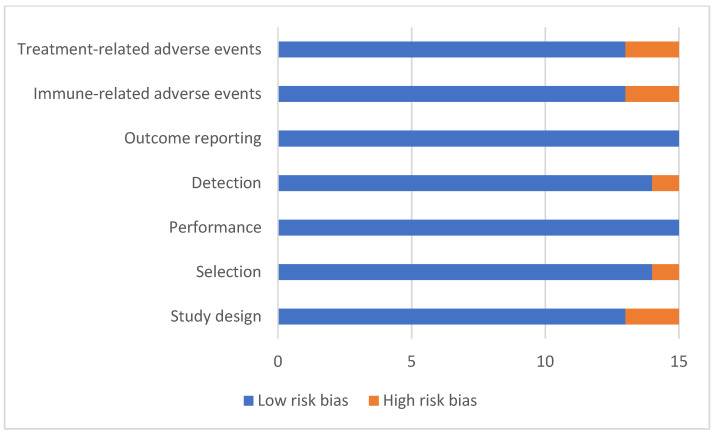 Treatment-related adverse events
Immune-related adverse events
Outcome reporting
Detection
Performance
Selection
Study design
0 5 10 15
Low risk bias High risk bias